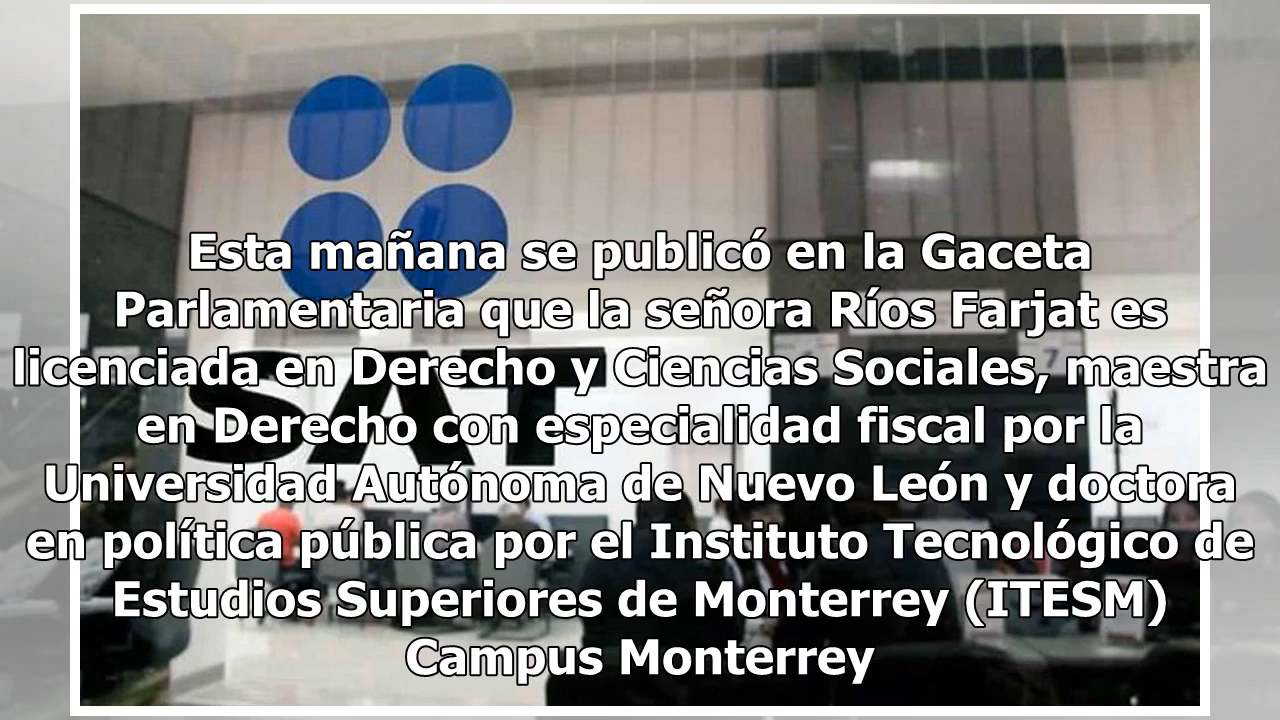 Esta mañana se publicó en la Gaceta
Parlamentaria que la señora Ríos Farjat es
licenciada en Derecho y Ciencias Sociales, maestra
en Derecho con especialidad fiscal por la
Universidad Autónoma de Nuevo León y doctora
en política pública por el Instituto Tecnológico de
Estudios Superiores de Monterrey (ITESM)
Campus Monterrey
SAT
7